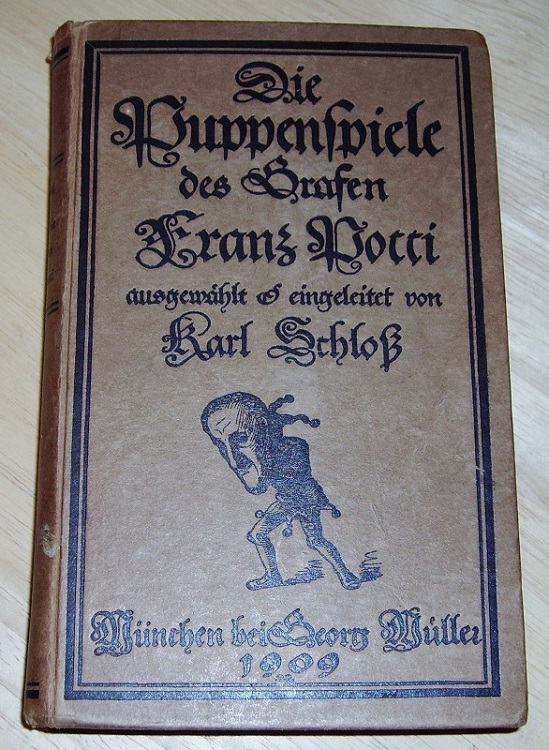 Die
Puppenſpiele
des Grafen
Franz Pocci
ausgewählt & eingeleitet von
Karl Schloß
München bei Georg Müller
1909